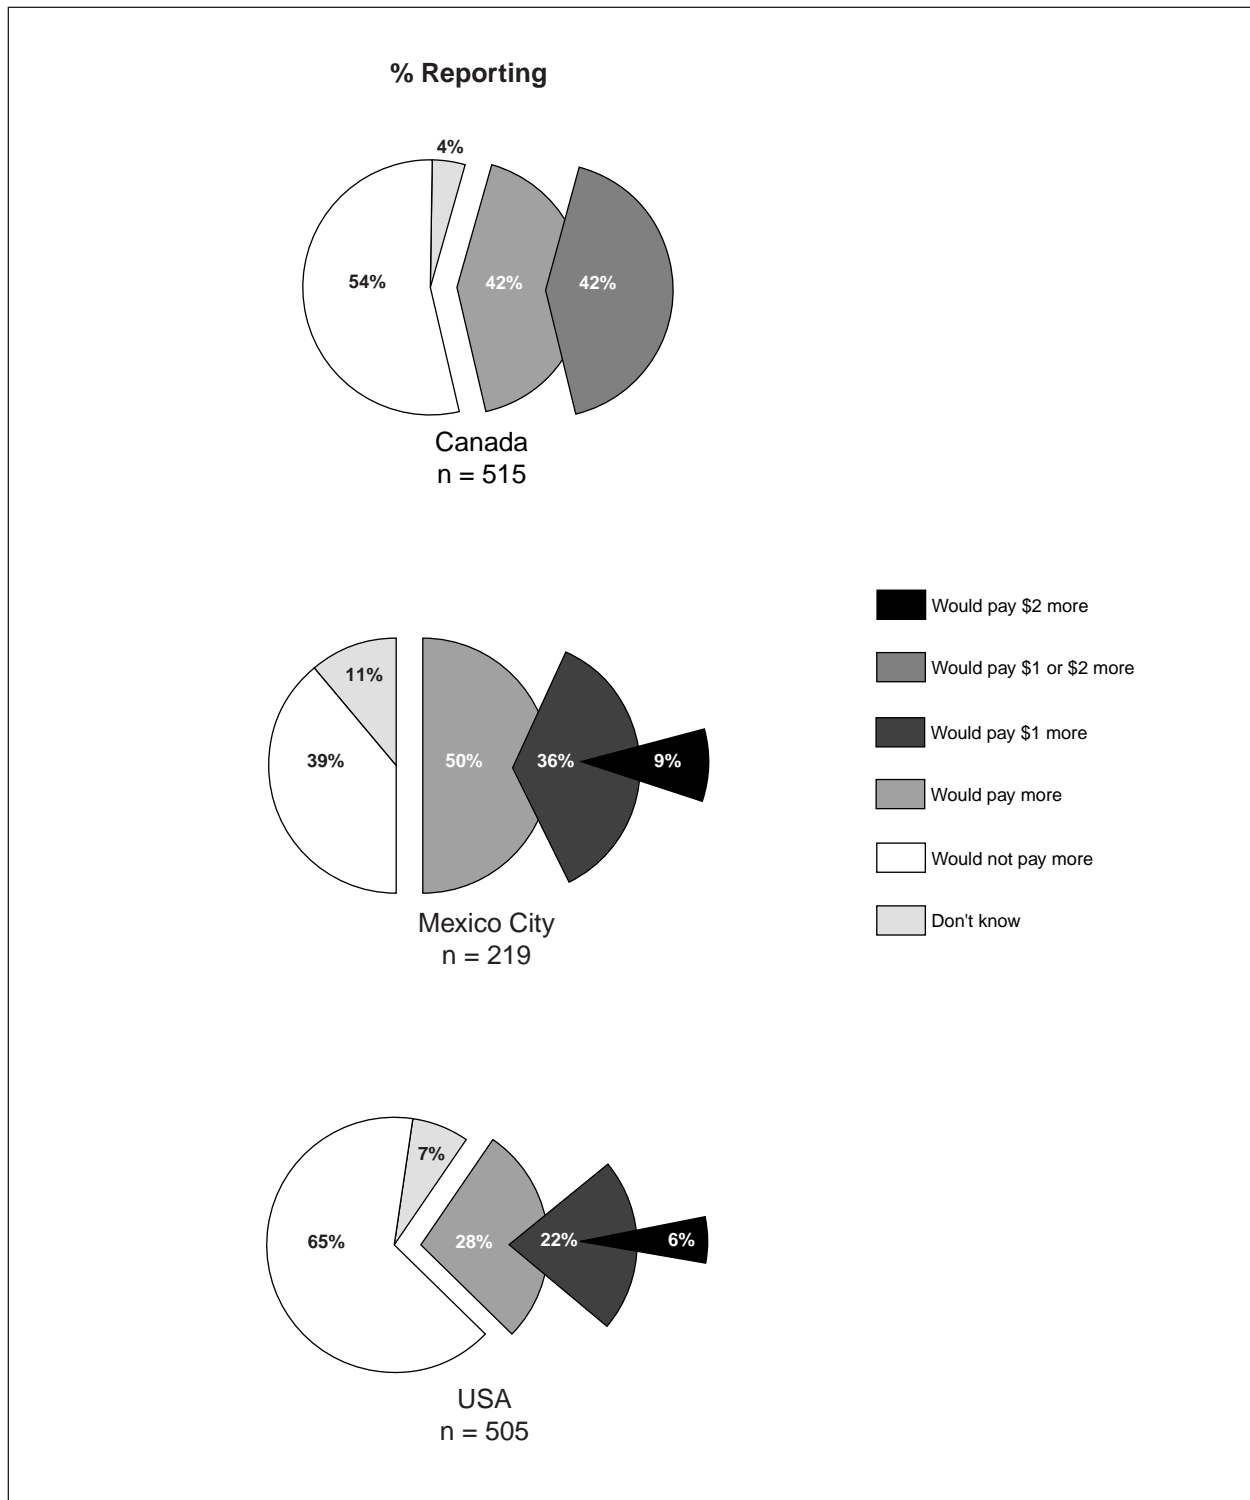 % Reporting
4%
54%
42%
42%
Canada
n = 515
11%
39%
50%
36%
9%
Mexico City
n = 219
Would pay $2 more
Would pay $1 or $2 more
Would pay $1 more
Would pay more
Would not pay more
Don't know
7%
65%
28%
22%
6%
USA
n = 505